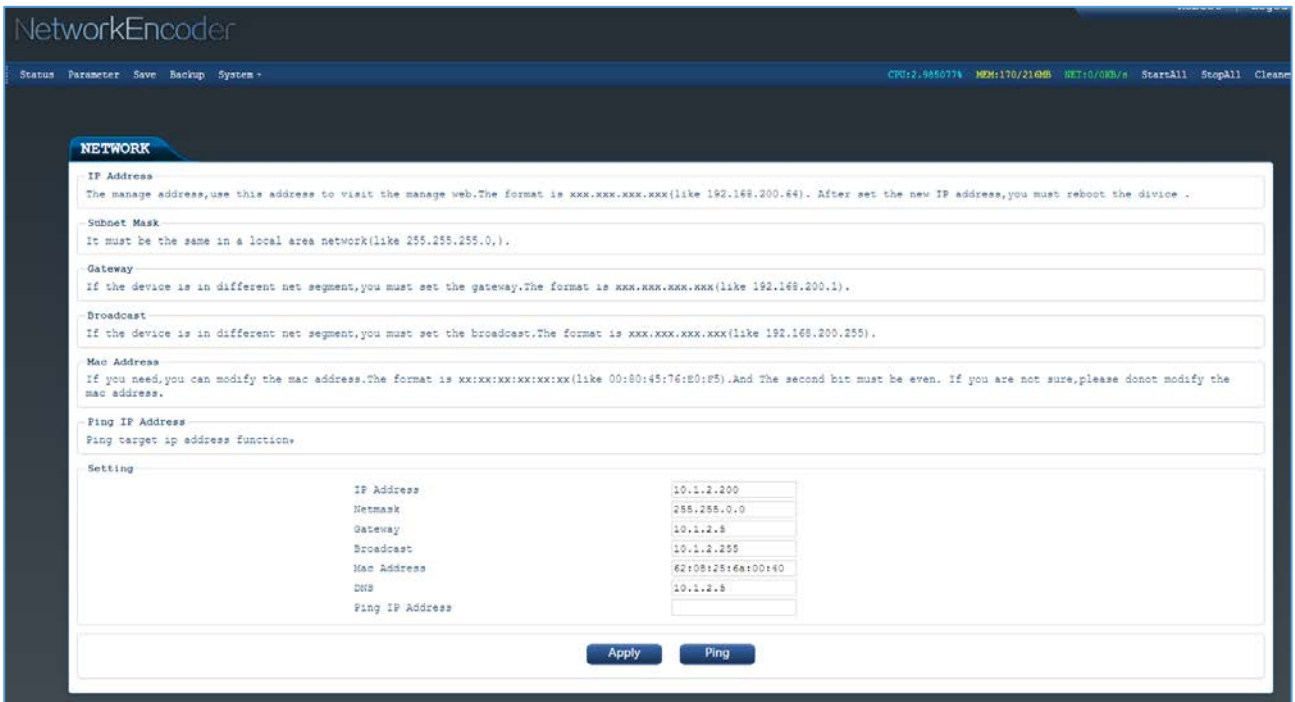 NetworkEncoder
Status Parameter Save Backup System
CPU:2.985077% MEM:170/216MB NET:0/0KB/s StartAll StopAll
NETWORK
IP Address
The manage address,use this address to visit the manage web.The format is xxx.xxx.xxx.xxx(like 192.168.200.64). After set the new IP address,you must reboot the divice .
Subnet Mask
It must be the same in a local area network(like 255.255.255.0,).
Gateway
If the device is in different net segment,you must set the gateway.The format is xxx.xxx.xxx.xxx(like 192.168.200.1).
Broadcast
If the device is in different net segment,you must set the broadcast.The format is xxx.xxx.xxx.xxx(like 192.168.200.255).
Mac Address
If you need,you can modify the mac address.The format is xx:xx:xx:xx:xx:xx(like 00:80:45:76:E0:F5).And The second bit must be even. If you are not sure,please donot modify the
mac address.
Ping IP Address
Ping target ip address function.
Setting
IP Address 10.1.2.200
Netmask 255.255.0.0
Gateway 10.1.2.5
Broadcast 10.1.2.255
Mac Address 62:08:25:6a:00:40
DNS 10.1.2.5
Ping IP Address
Apply Ping